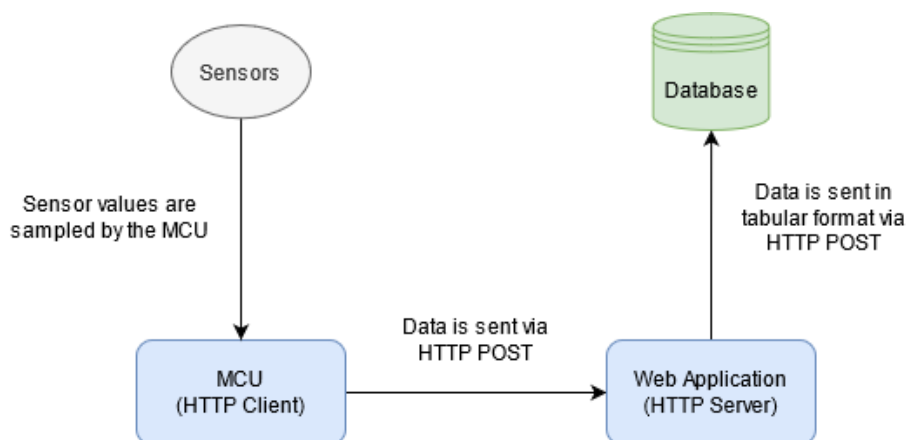 Sensors
Database
Sensor values are
sampled by the MCU
Data is sent in
tabular format via
HTTP POST
Data is sent via
HTTP POST
MCU
(HTTP Client)
Web Application
(HTTP Server)